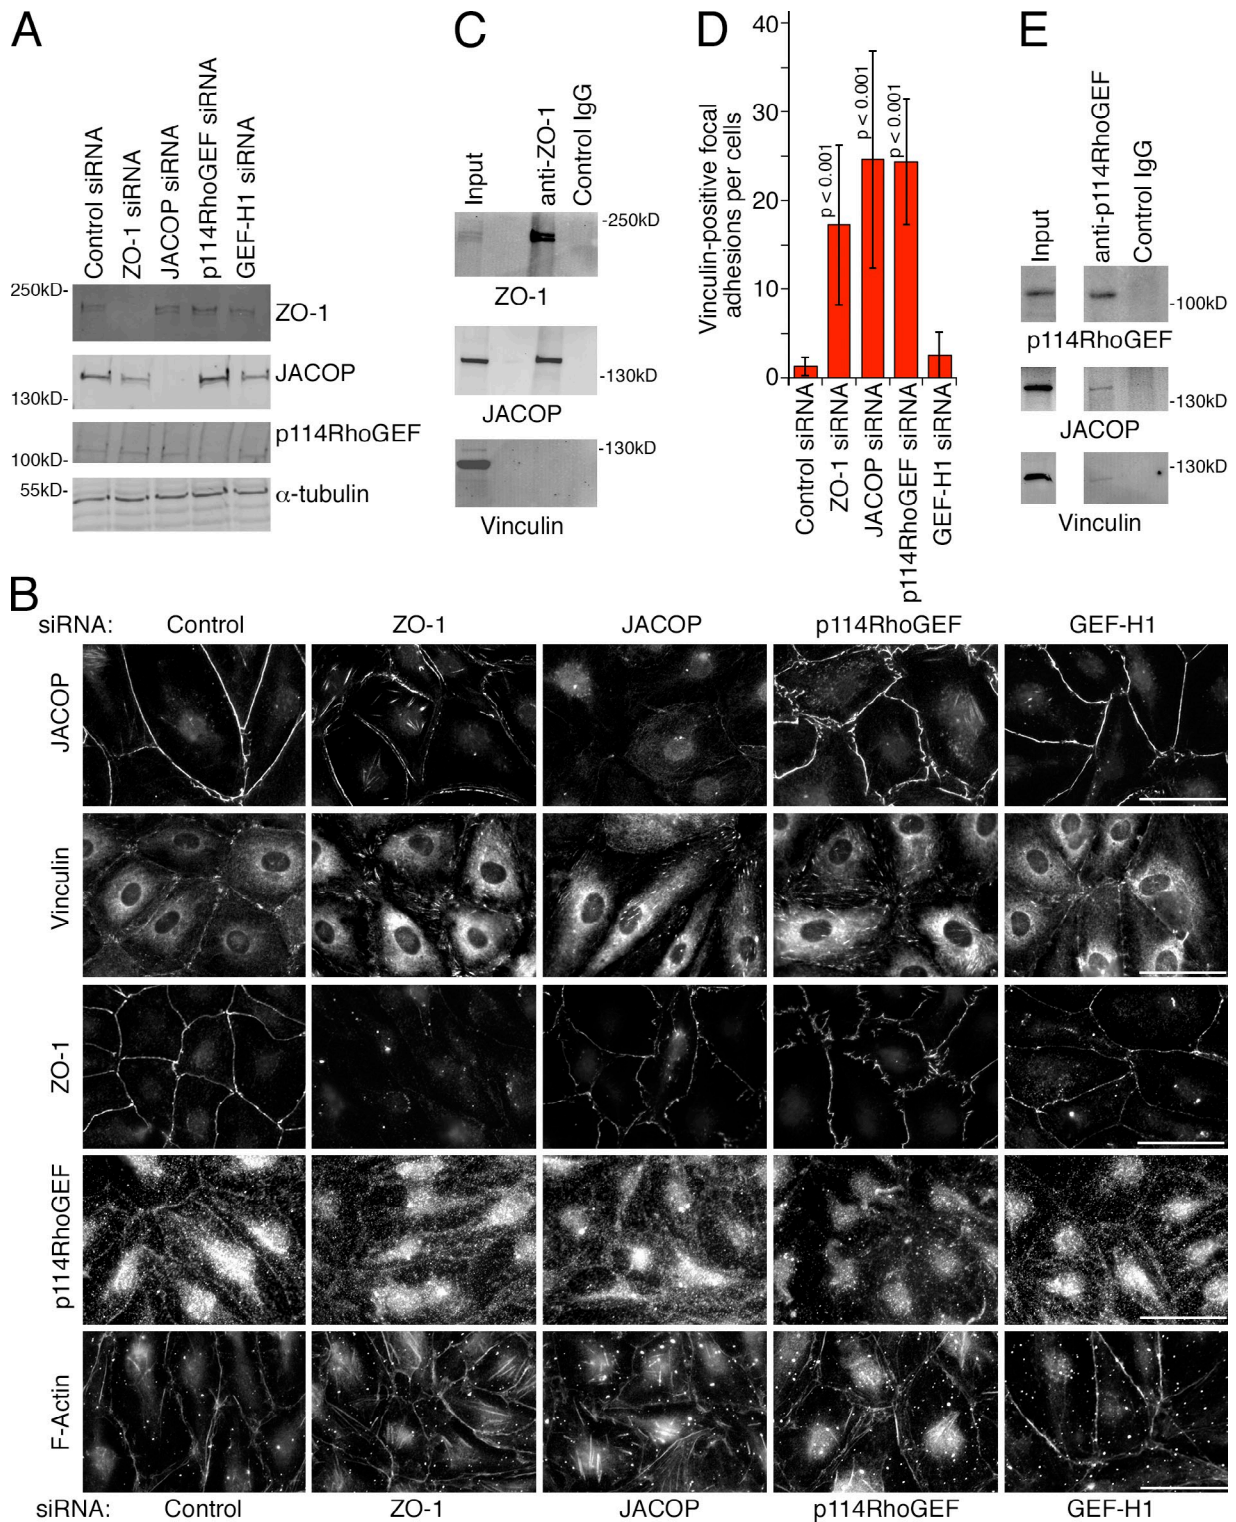 A
Control siRNA
ZO-1 siRNA
JACOP siRNA
p114RhoGEF siRNA
GEF-H1 siRNA
250kD-
ZO-1
JACOP
130kD-
p114RhoGEF
100kD-
55kD-
α-tubulin
C
Input
anti-ZO-1
Control IgG
-250kD
ZO-1
-130kD
JACOP
-130kD
Vinculin
D
Vinculin-positive focal
adhesions per cells
40
30
20
10
0
p < 0.001
p < 0.001
p < 0.001
Control siRNA
ZO-1 siRNA
JACOP siRNA
p114RhoGEF siRNA
GEF-H1 siRNA
E
Input
anti-p114RhoGEF
Control IgG
-100kD
p114RhoGEF
-130kD
JACOP
-130kD
Vinculin
B
siRNA: Control ZO-1 JACOP p114RhoGEF GEF-H1
JACOP
Vinculin
ZO-1
p114RhoGEF
F-Actin
siRNA: Control ZO-1 JACOP p114RhoGEF GEF-H1